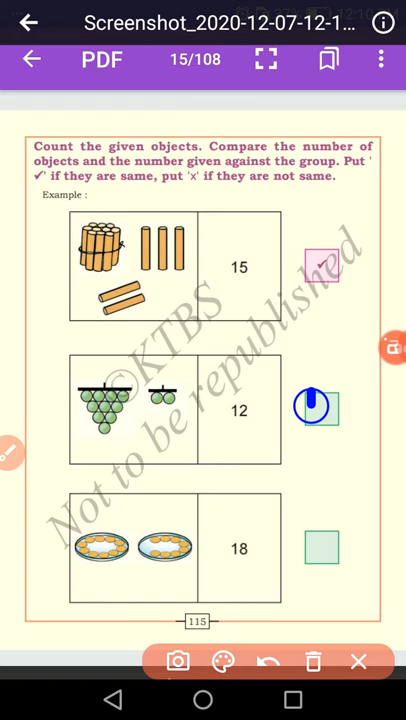 Screenshot_2020-12-07-12-1...
PDF
15/108
Count the given objects. Compare the number of
objects and the number given against the group. Put '
✓' if they are same, put 'x' if they are not same.
Example :
15
✓
12
18
©KTBS
Not to be republished
115